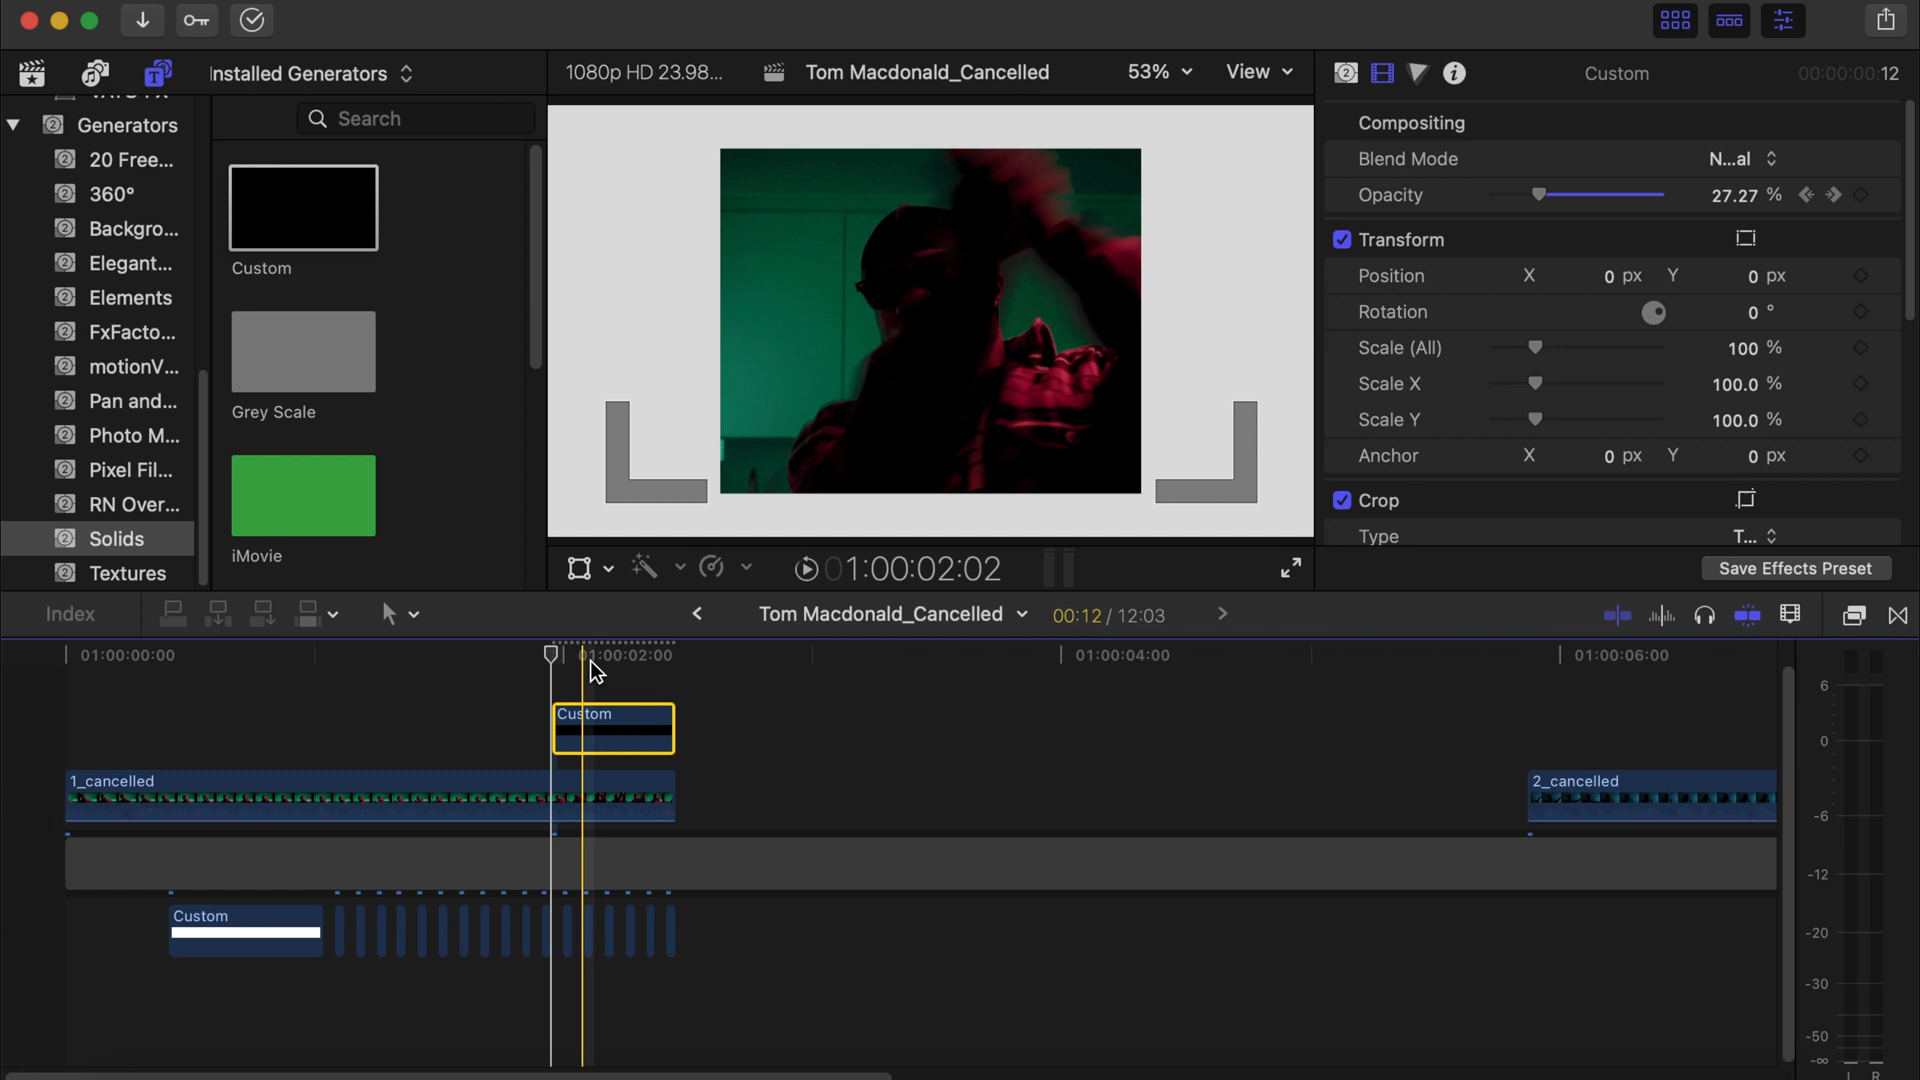 Installed Generators
1080p HD 23.98...
Tom Macdonald_Cancelled
53%
View
Custom
00:00:00:12
Generators
20 Free...
360°
Backgro...
Elegant...
Elements
FxFacto...
motionV...
Pan and...
Photo M...
Pixel Fil...
RN Over...
Solids
Textures
Search
Custom
Grey Scale
iMovie
01:00:02:02
Compositing
Blend Mode N...al
Opacity 27.27 %
Transform
Position X 0 px Y 0 px
Rotation 0 °
Scale (All) 100 %
Scale X 100.0 %
Scale Y 100.0 %
Anchor X 0 px Y 0 px
Crop
Type T...
Save Effects Preset
Index
Tom Macdonald_Cancelled
00:12 / 12:03
01:00:00:00
01:00:02:00
01:00:04:00
01:00:06:00
Custom
1_cancelled
2_cancelled
Custom
6
0
-6
-12
-20
-30
-50
-∞
L R